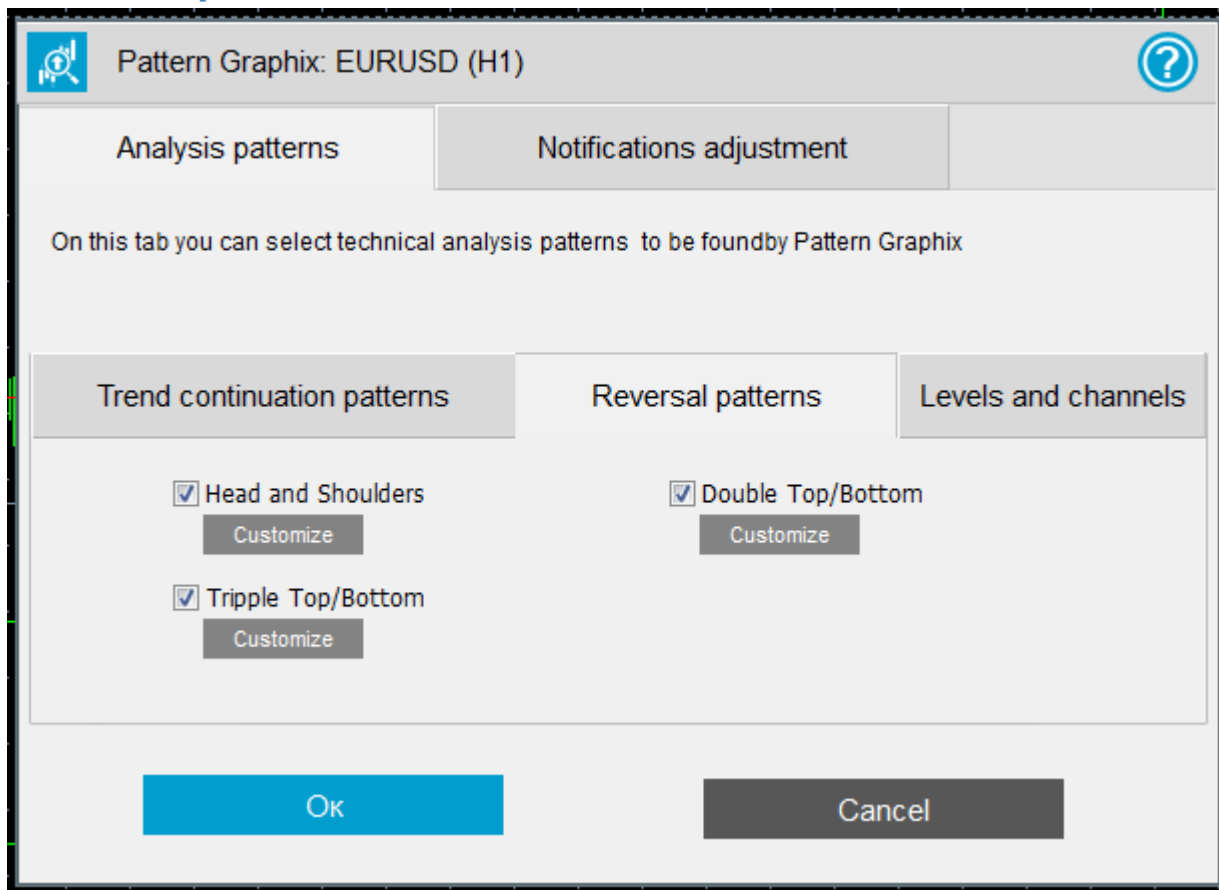 Pattern Graphix: EURUSD (H1)
?
Analysis patterns
Notifications adjustment
On this tab you can select technical analysis patterns to be foundby Pattern Graphix
Trend continuation patterns
Reversal patterns
Levels and channels
Head and Shoulders
Double Top/Bottom
Customize
Customize
Tripple Top/Bottom
Customize
Ок
Cancel